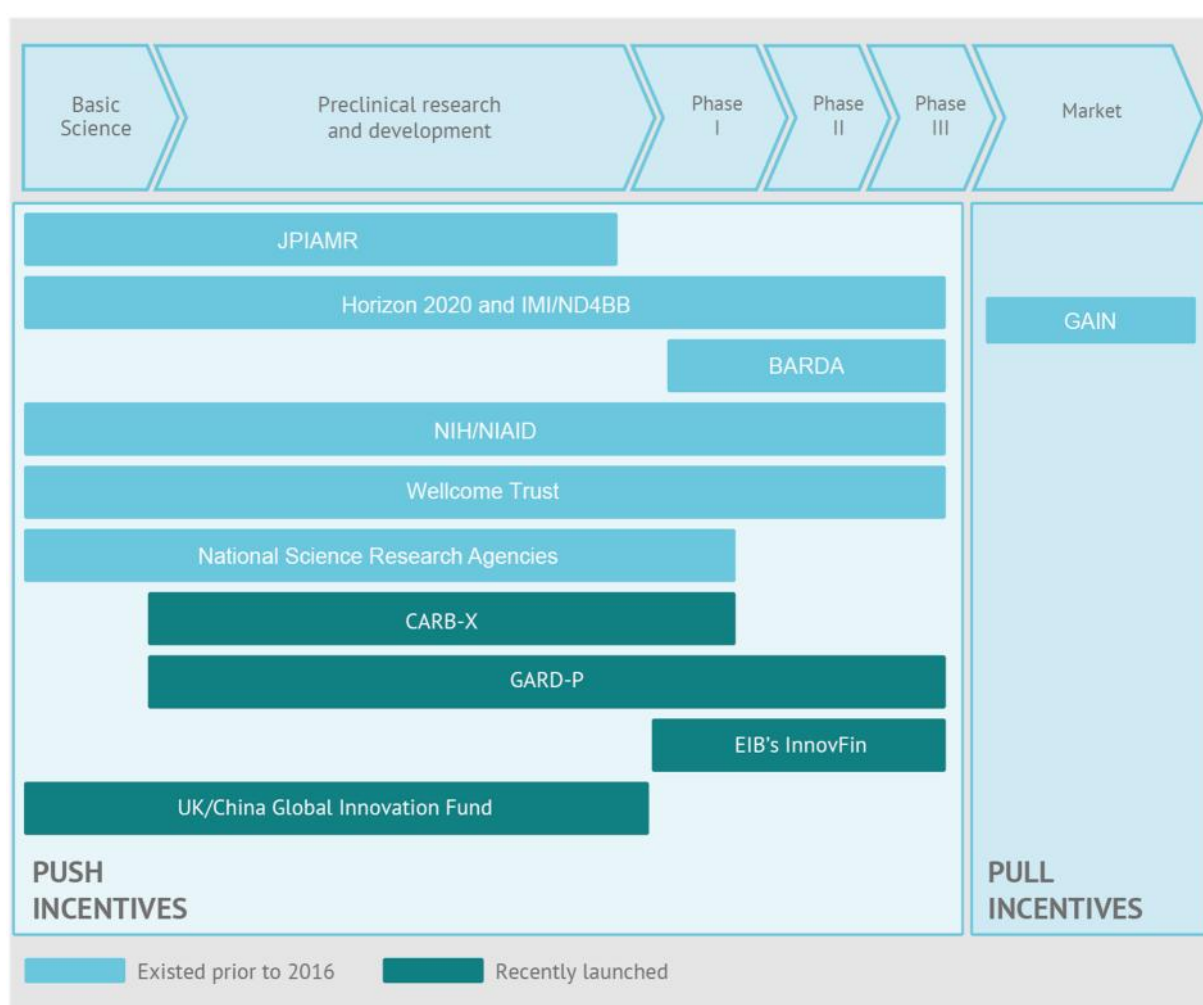 Basic
Science
Preclinical research
and development
Phase
I
Phase
II
Phase
III
Market
JPIAMR
Horizon 2020 and IMI/ND4BB
GAIN
BARDA
NIH/NIAID
Wellcome Trust
National Science Research Agencies
CARB-X
GARD-P
EIB's InnovFin
UK/China Global Innovation Fund
PUSH
INCENTIVES
PULL
INCENTIVES
Existed prior to 2016
Recently launched